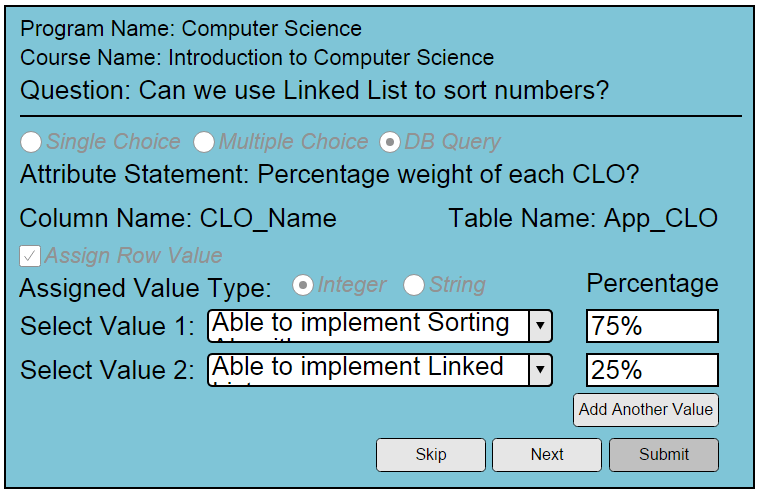 Program Name: Computer Science
Course Name: Introduction to Computer Science
Question: Can we use Linked List to sort numbers?
Single Choice Multiple Choice DB Query
Attribute Statement: Percentage weight of each CLO?
Column Name: CLO_Name Table Name: App_CLO
Assign Row Value
Assigned Value Type: Integer String Percentage
Select Value 1: Able to implement Sorting 75%
Select Value 2: Able to implement Linked 25%
Add Another Value
Skip Next Submit